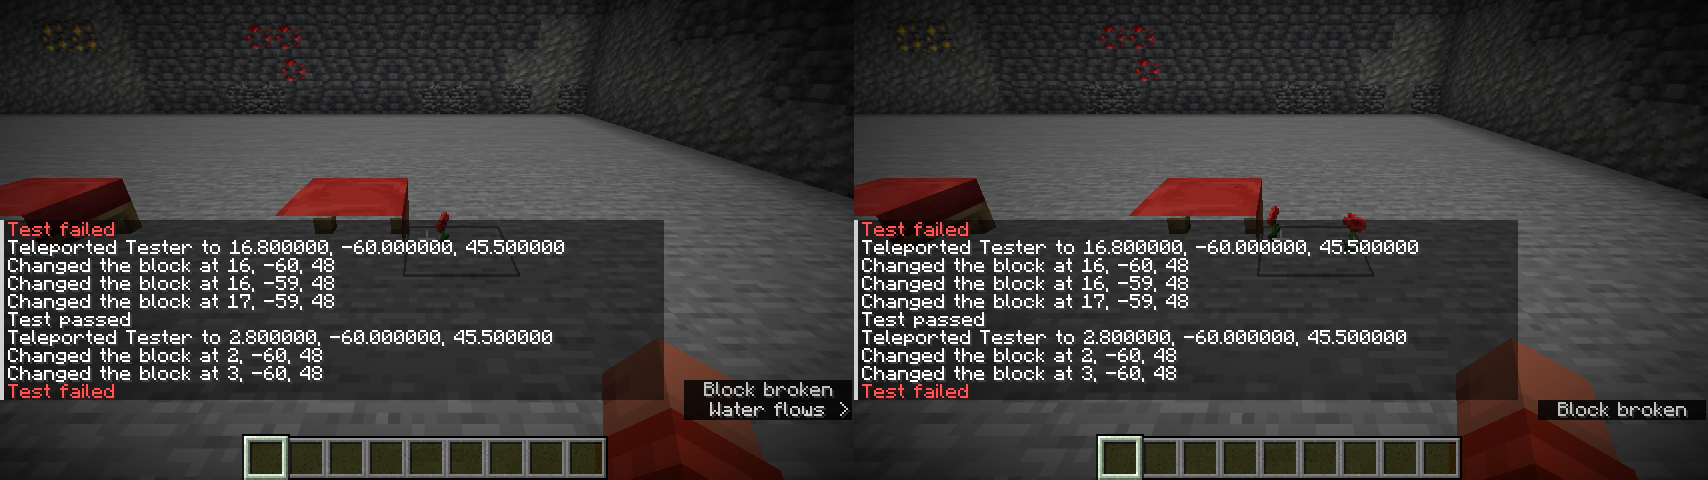 Test failed
Teleported Tester to 16.800000, -60.000000, 45.500000
Changed the block at 16, -60, 48
Changed the block at 16, -59, 48
Changed the block at 17, -59, 48
Test passed
Teleported Tester to 2.800000, -60.000000, 45.500000
Changed the block at 2, -60, 48
Changed the block at 3, -60, 48
Test failed
Block broken
Water flows >
Test failed
Teleported Tester to 16.800000, -60.000000, 45.500000
Changed the block at 16, -60, 48
Changed the block at 16, -59, 48
Changed the block at 17, -59, 48
Test passed
Teleported Tester to 2.800000, -60.000000, 45.500000
Changed the block at 2, -60, 48
Changed the block at 3, -60, 48
Test failed
Block broken